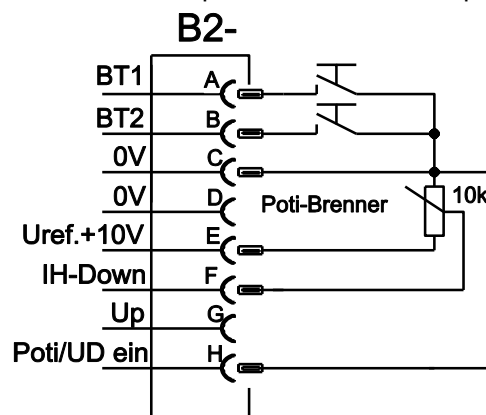 B2-
BT1 A
BT2 B
0V C
0V D Poti-Brenner 10k
Uref.+10V E
IH-Down F
Up G
Poti/UD ein H